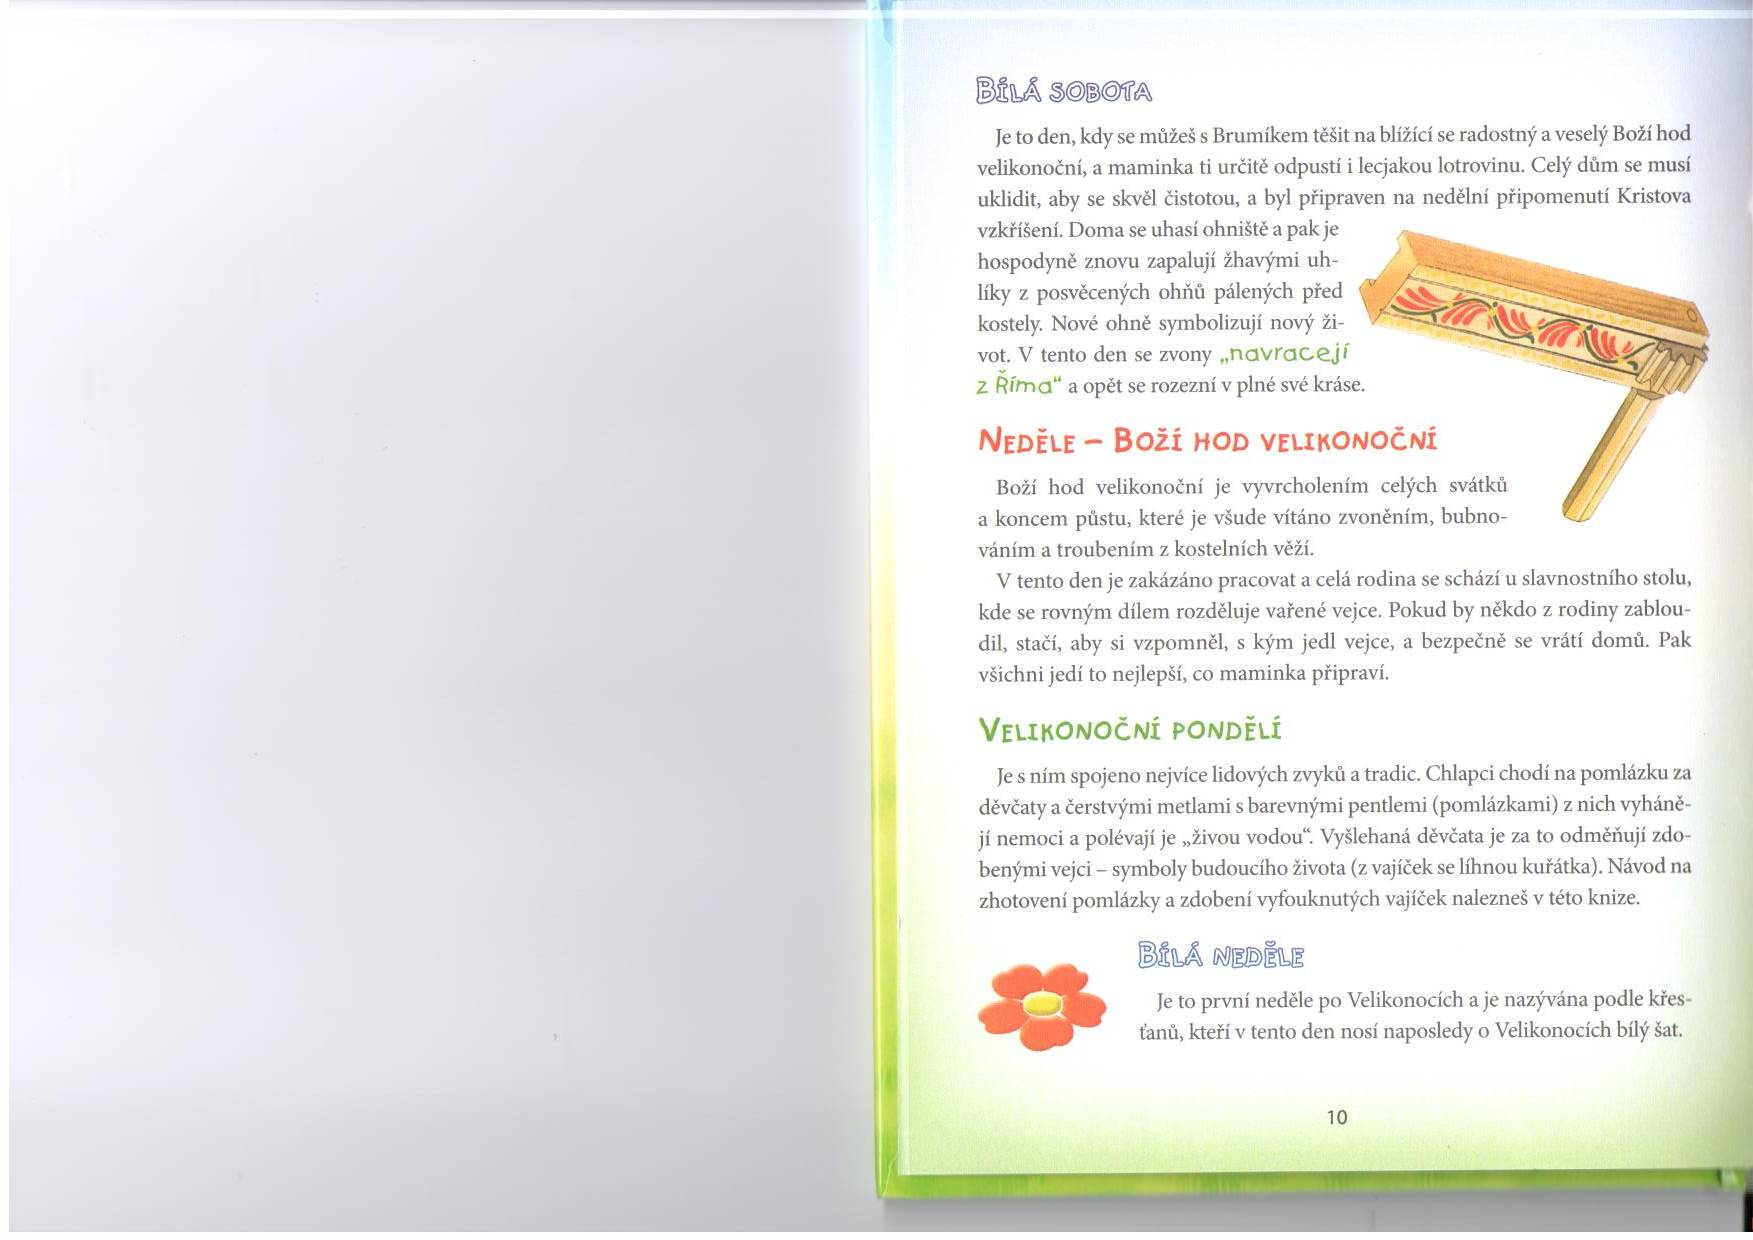 Bílá sobota
Je to den, kdy se můžeš s Brumíkem těšit na blížící se radostný a veselý Boží hod
velikonoční, a maminka ti určitě odpustí i lecjakou lotrovinu. Celý dům se musí
uklidit, aby se skvěl čistotou, a byl připraven na nedělní připomenutí Kristova
vzkříšení. Doma se uhasí ohniště a pak je
hospodyně znovu zapalují žhavými uh-
líky z posvěcených ohňů pálených před
kostely. Nové ohně symbolizují nový ži-
vot. V tento den se zvony „navracejí
z Říma“ a opět se rozezní v plné své kráse.
Neděle – Boží hod velikonoční
Boží hod velikonoční je vyvrcholením celých svátků
a koncem půstu, které je všude vítáno zvoněním, bubno-
váním a troubením z kostelních věží.
V tento den je zakázáno pracovat a celá rodina se schází u slavnostního stolu,
kde se rovným dílem rozděluje vařené vejce. Pokud by někdo z rodiny zablou-
dil, stačí, aby si vzpomněl, s kým jedl vejce, a bezpečně se vrátí domů. Pak
všichni jedí to nejlepší, co maminka připraví.
Velikonoční pondělí
Je s ním spojeno nejvíce lidových zvyků a tradic. Chlapci chodí na pomlázku za
děvčaty a čerstvými metlami s barevnými pentlemi (pomlázkami) z nich vyháně-
jí nemoci a polévají je „živou vodou“. Vyšlehaná děvčata je za to odměňují zdo-
benými vejci – symboly budoucího života (z vajíček se líhnou kuřátka). Návod na
zhotovení pomlázky a zdobení vyfouknutých vajíček nalezneš v této knize.
Bílá neděle
Je to první neděle po Velikonocích a je nazývána podle křes-
ťanů, kteří v tento den nosí naposledy o Velikonocích bílý šat.
10